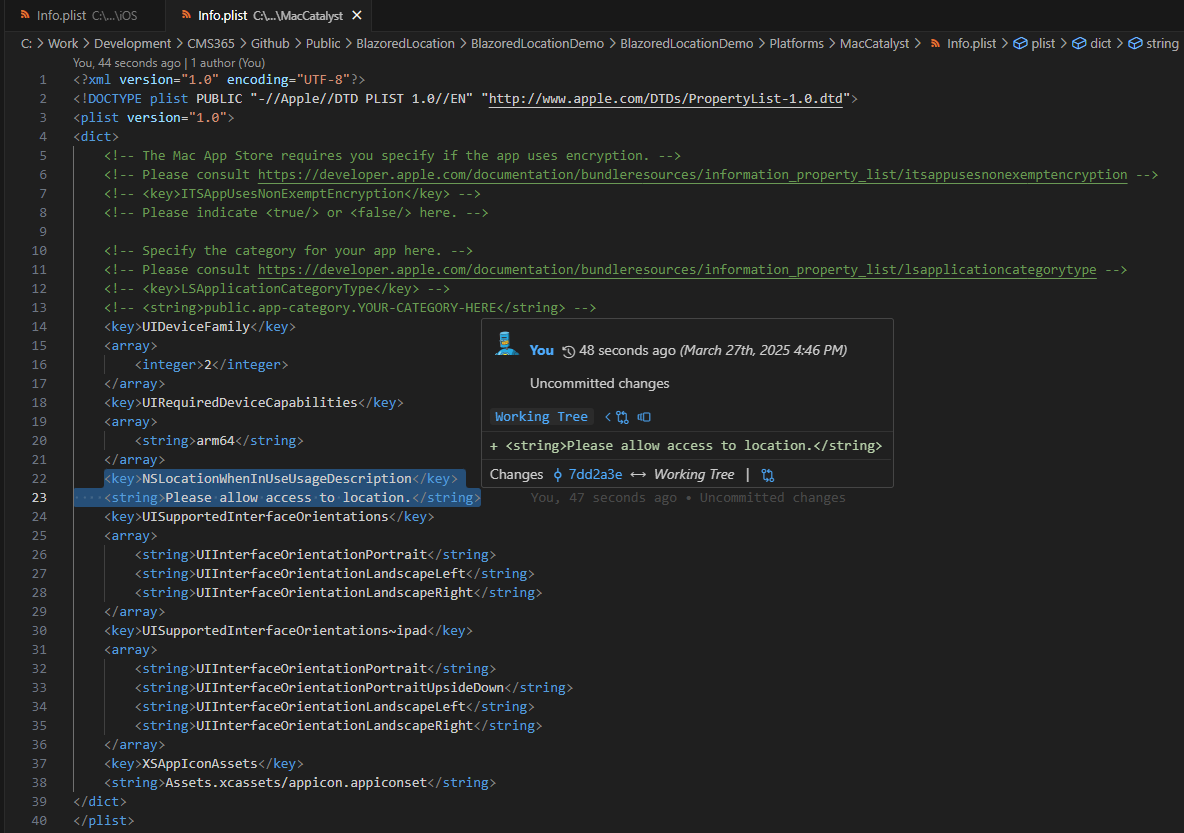 Info.plist C:\...\iOS Info.plist C:\...\MacCatalyst
C: > Work > Development > CMS365 > Github > Public > BlazoredLocation > BlazoredLocationDemo > BlazoredLocationDemo > Platforms > MacCatalyst > Info.plist > plist > dict > string
You, 44 seconds ago | 1 author (You)
1 <?xml version="1.0" encoding="UTF-8"?>
2 <!DOCTYPE plist PUBLIC "-//Apple//DTD PLIST 1.0//EN" "http://www.apple.com/DTDs/PropertyList-1.0.dtd">
3 <plist version="1.0">
4 <dict>
5 <!-- The Mac App Store requires you specify if the app uses encryption. -->
6 <!-- Please consult https://developer.apple.com/documentation/bundleresources/information_property_list/itsappusesnonexemptencryption -->
7 <!-- <key>ITSAppUsesNonExemptEncryption</key> -->
8 <!-- Please indicate <true/> or <false/> here. -->
9
10 <!-- Specify the category for your app here. -->
11 <!-- Please consult https://developer.apple.com/documentation/bundleresources/information_property_list/lsapplicationcategorytype -->
12 <!-- <key>LSApplicationCategoryType</key> -->
13 <!-- <string>public.app-category.YOUR-CATEGORY-HERE</string> -->
14 <key>UIDeviceFamily</key>
15 <array>
16 <integer>2</integer>
17 </array>
18 <key>UIRequiredDeviceCapabilities</key>
19 <array>
20 <string>arm64</string>
21 </array>
22 <key>NSLocationWhenInUseUsageDescription</key>
23 <string>Please allow access to location.</string> You, 47 seconds ago • Uncommitted changes
24 <key>UISupportedInterfaceOrientations</key>
25 <array>
26 <string>UIInterfaceOrientationPortrait</string>
27 <string>UIInterfaceOrientationLandscapeLeft</string>
28 <string>UIInterfaceOrientationLandscapeRight</string>
29 </array>
30 <key>UISupportedInterfaceOrientations~ipad</key>
31 <array>
32 <string>UIInterfaceOrientationPortrait</string>
33 <string>UIInterfaceOrientationPortraitUpsideDown</string>
34 <string>UIInterfaceOrientationLandscapeLeft</string>
35 <string>UIInterfaceOrientationLandscapeRight</string>
36 </array>
37 <key>XSAppIconAssets</key>
38 <string>Assets.xcassets/appicon.appiconset</string>
39 </dict>
40 </plist>
You 48 seconds ago (March 27th, 2025 4:46 PM)
Uncommitted changes
Working Tree
+ <string>Please allow access to location.</string>
Changes 7dd2a3e ↔ Working Tree |